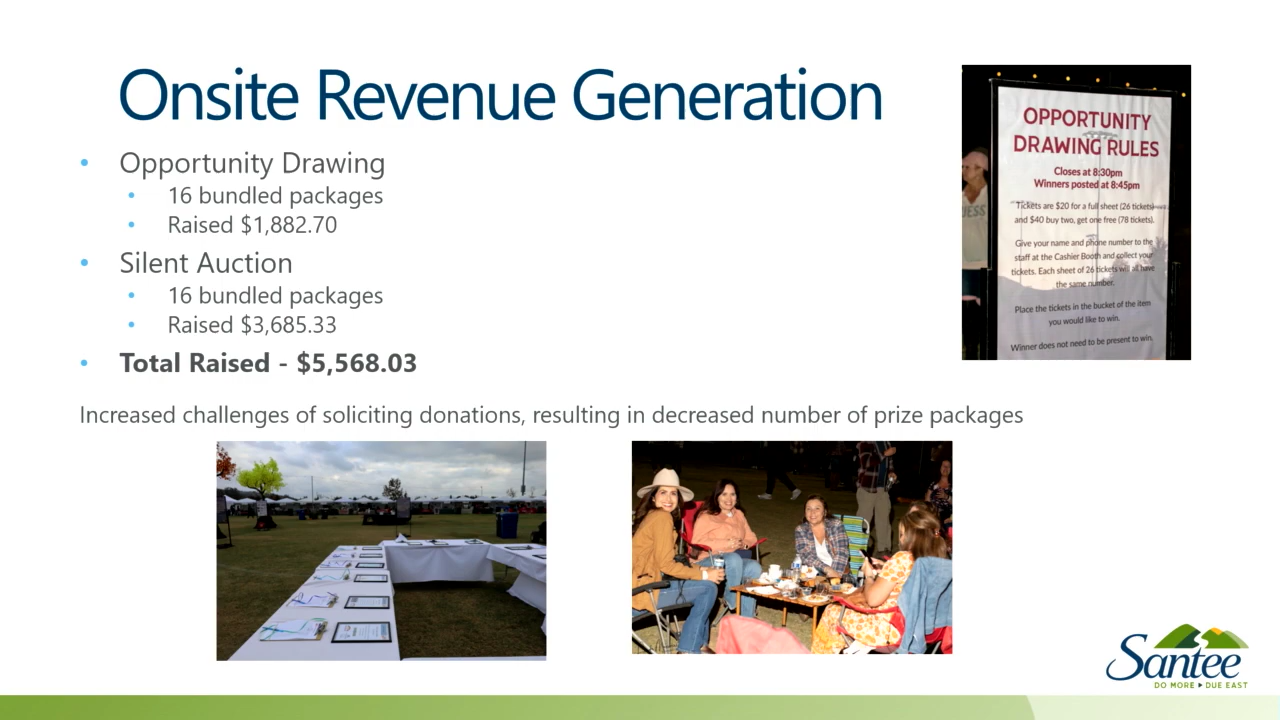 Onsite Revenue Generation
• Opportunity Drawing
• 16 bundled packages
• Raised $1,882.70
• Silent Auction
• 16 bundled packages
• Raised $3,685.33
• Total Raised - $5,568.03
Increased challenges of soliciting donations, resulting in decreased number of prize packages
OPPORTUNITY
DRAWING RULES
Closes at 8:30pm
Winners posted at 8:45pm
Tickets are $20 for a full sheet (26 tickets)
and $40 buy two, get one free (78 tickets).
Give your name and phone number to the
staff at the Cashier Booth and collect your
tickets. Each sheet of 26 tickets will all have
the same number.
Place the tickets in the bucket of the item
you would like to win.
Winner does not need to be present to win.
Santee
DO MORE ▸ DUE EAST